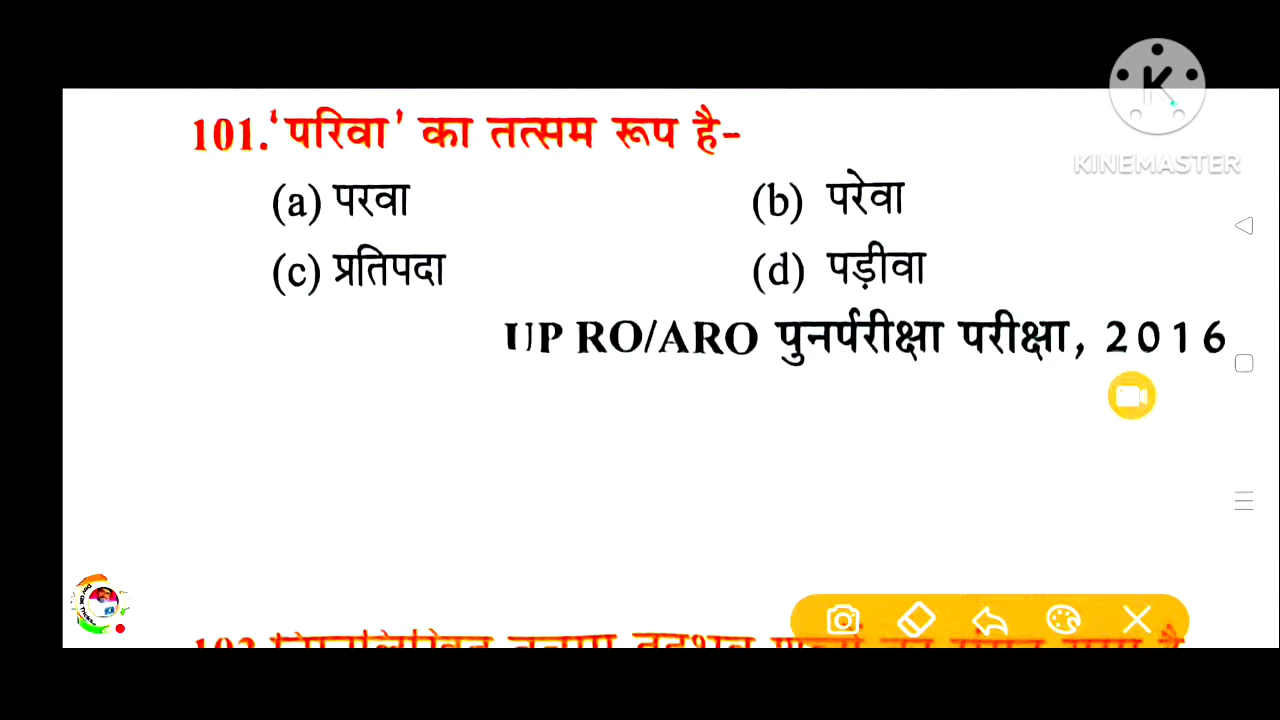 KINEMASTER
101.'परिवा' का तत्सम रूप है-
(a) परवा (b) परेवा
(c) प्रतिपदा (d) पड़ीवा
UP RO/ARO पुनर्परीक्षा परीक्षा, 2016